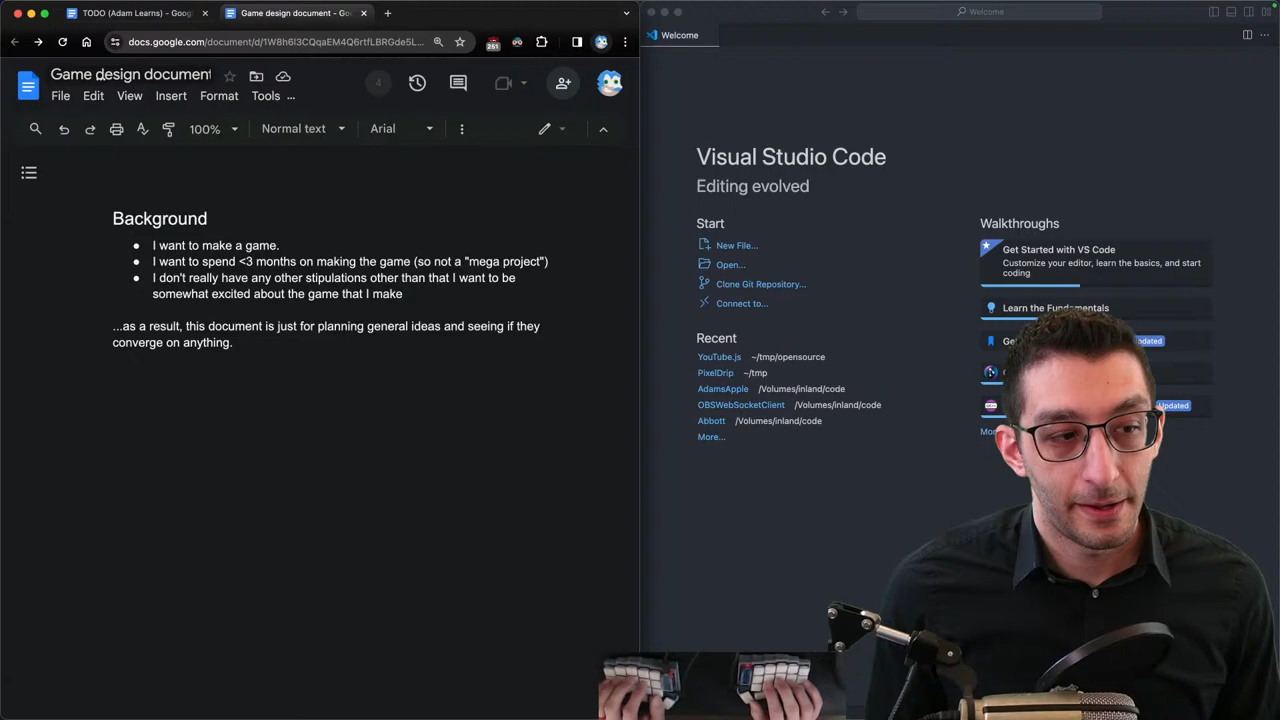 TODO (Adam Learns) - Goog
Game design document - Go
docs.google.com/document/d/1W8h6l3CQqaEM4Q6rtfLBRGde5L...
251
Welcome
Welcome
Game design document
4
File Edit View Insert Format Tools ...
100% Normal text Arial
Background
● I want to make a game.
● I want to spend <3 months on making the game (so not a "mega project")
● I don't really have any other stipulations other than that I want to be
somewhat excited about the game that I make
...as a result, this document is just for planning general ideas and seeing if they
converge on anything.
Visual Studio Code
Editing evolved
Start
New File...
Open...
Clone Git Repository...
Connect to...
Recent
YouTube.js ~/tmp/opensource
PixelDrip ~/tmp
AdamsApple /Volumes/inland/code
OBSWebSocketClient /Volumes/inland/code
Abbott /Volumes/inland/code
More...
Walkthroughs
Get Started with VS Code
Customize your editor, learn the basics, and start
coding
Learn the Fundamentals
Updated